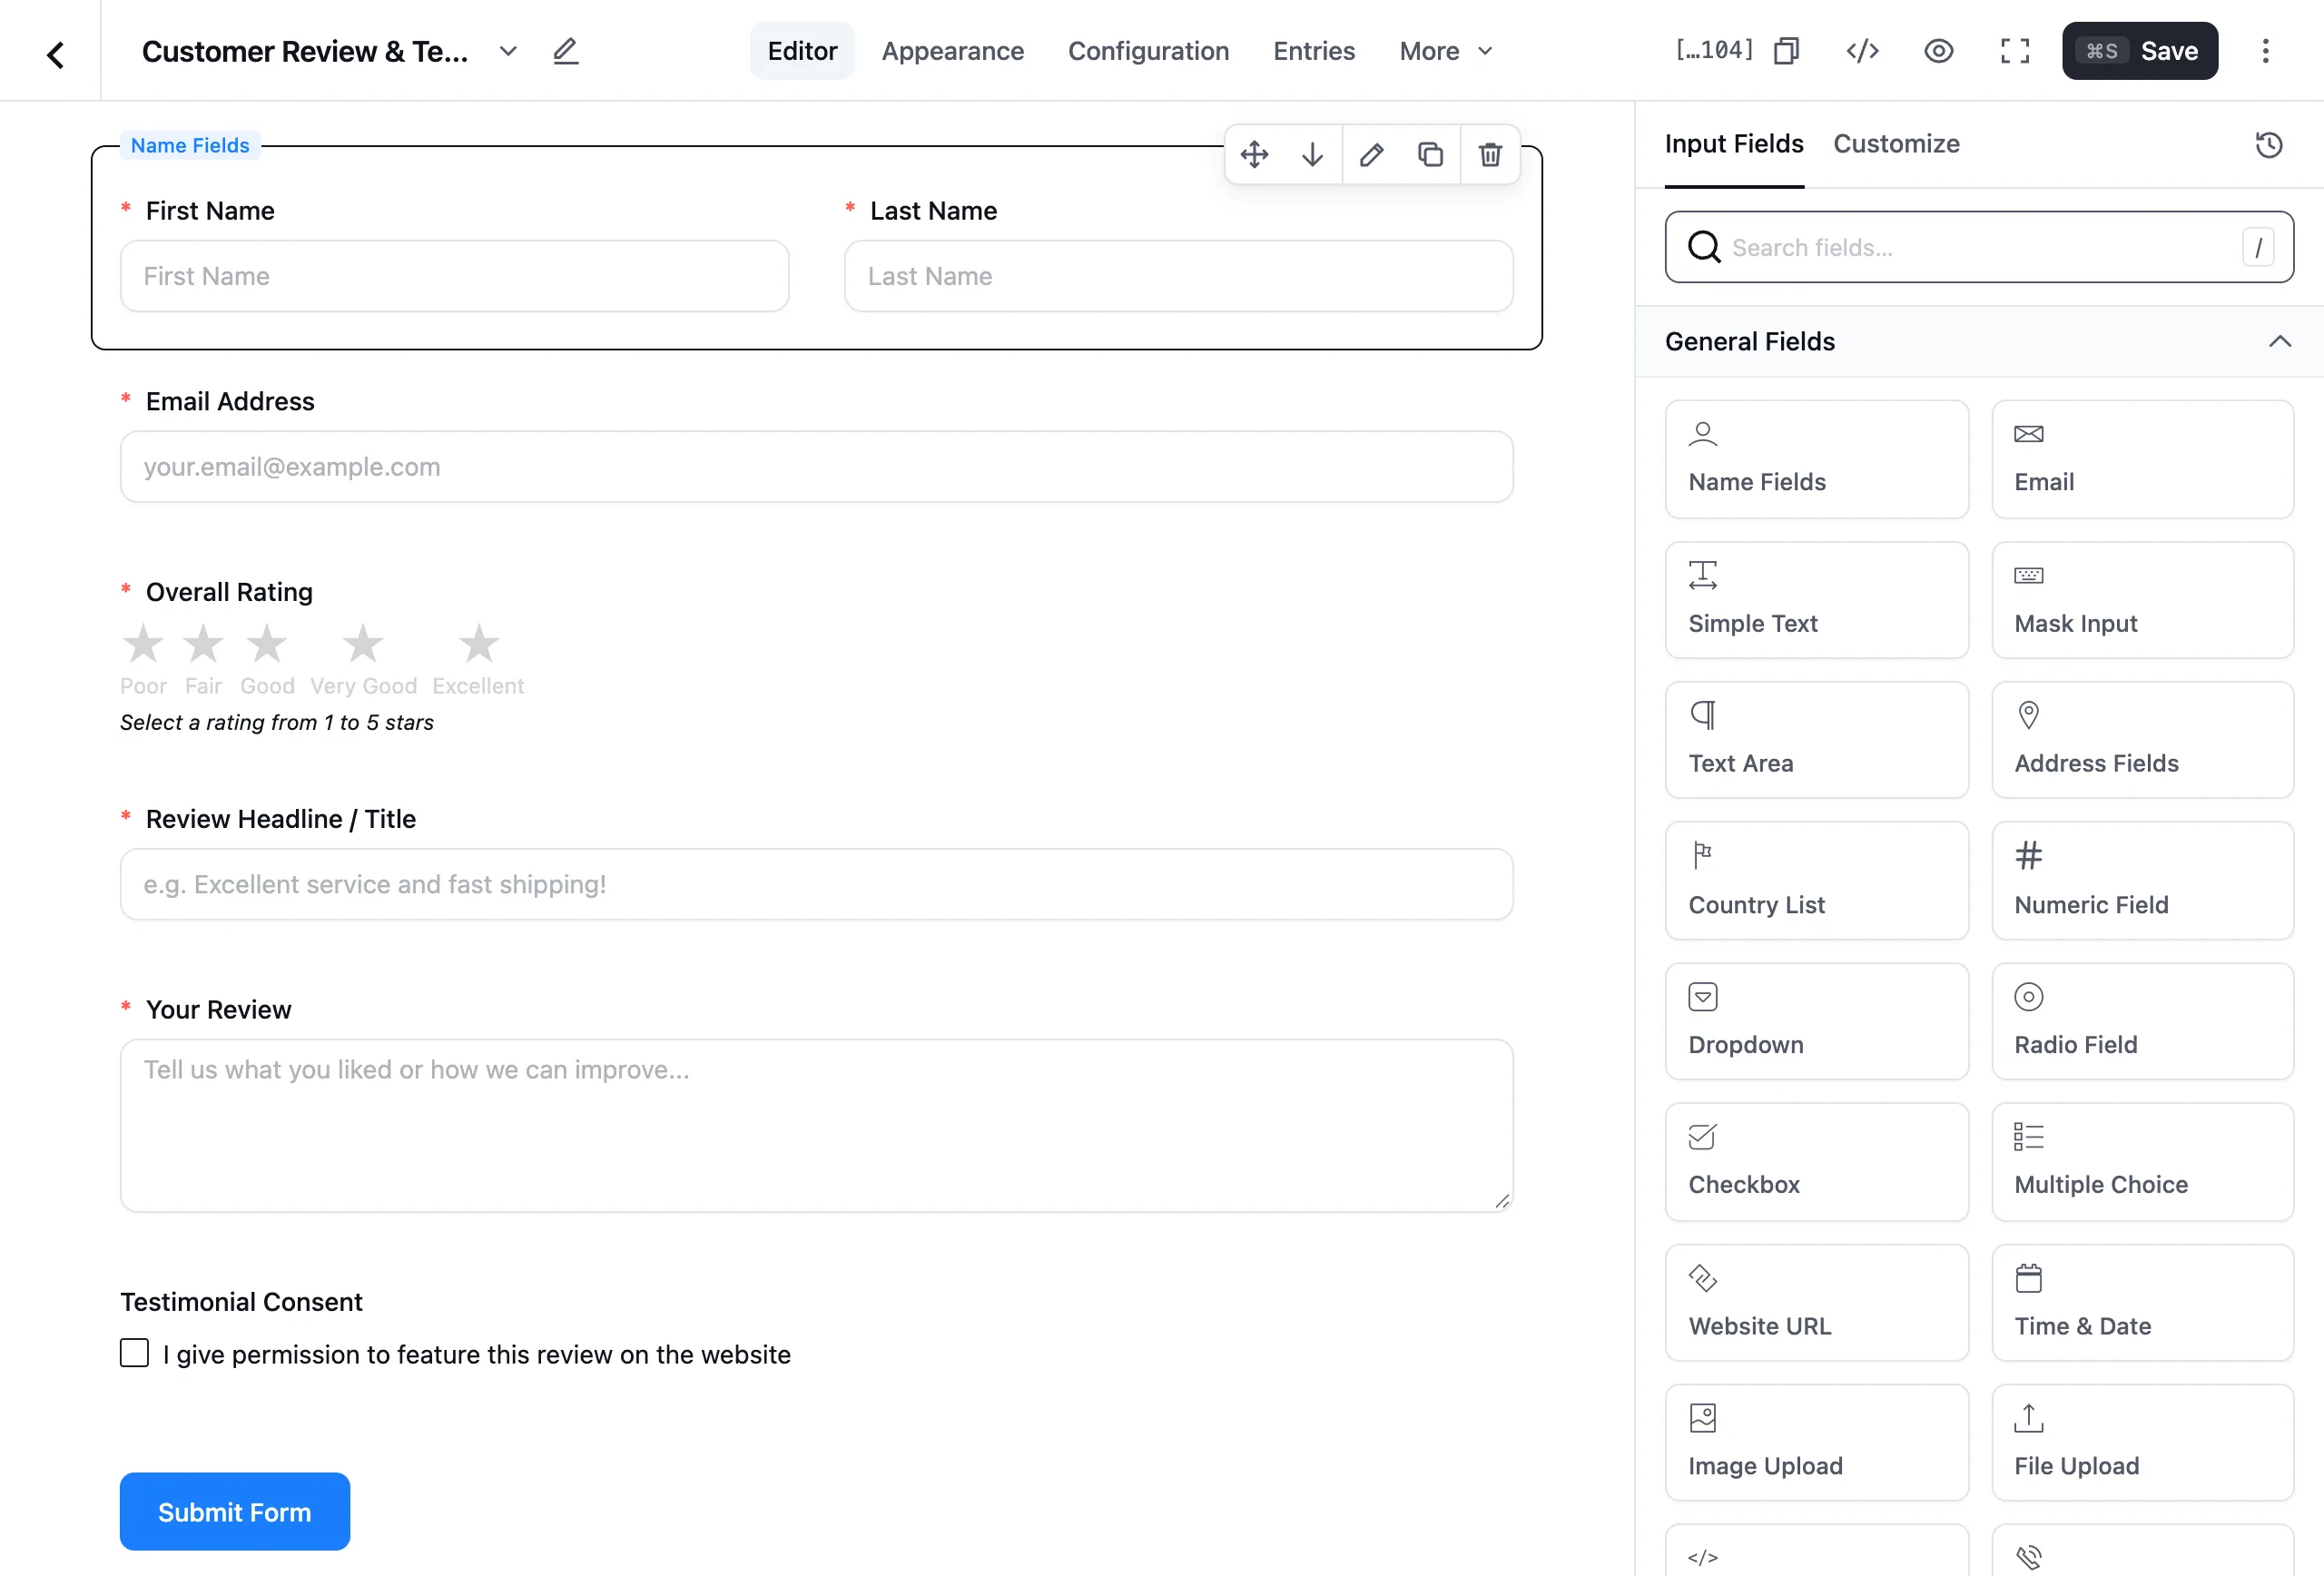 Customer Review & Te...
Editor
Appearance
Configuration
Entries
More
[...104]
⌘S Save
Name Fields
* First Name
* Last Name
First Name
Last Name
* Email Address
your.email@example.com
* Overall Rating
Poor Fair Good Very Good Excellent
Select a rating from 1 to 5 stars
* Review Headline / Title
e.g. Excellent service and fast shipping!
* Your Review
Tell us what you liked or how we can improve...
Testimonial Consent
I give permission to feature this review on the website
Submit Form
Input Fields
Customize
Search fields...
/
General Fields
Name Fields
Email
Simple Text
Mask Input
Text Area
Address Fields
Country List
Numeric Field
Dropdown
Radio Field
Checkbox
Multiple Choice
Website URL
Time & Date
Image Upload
File Upload